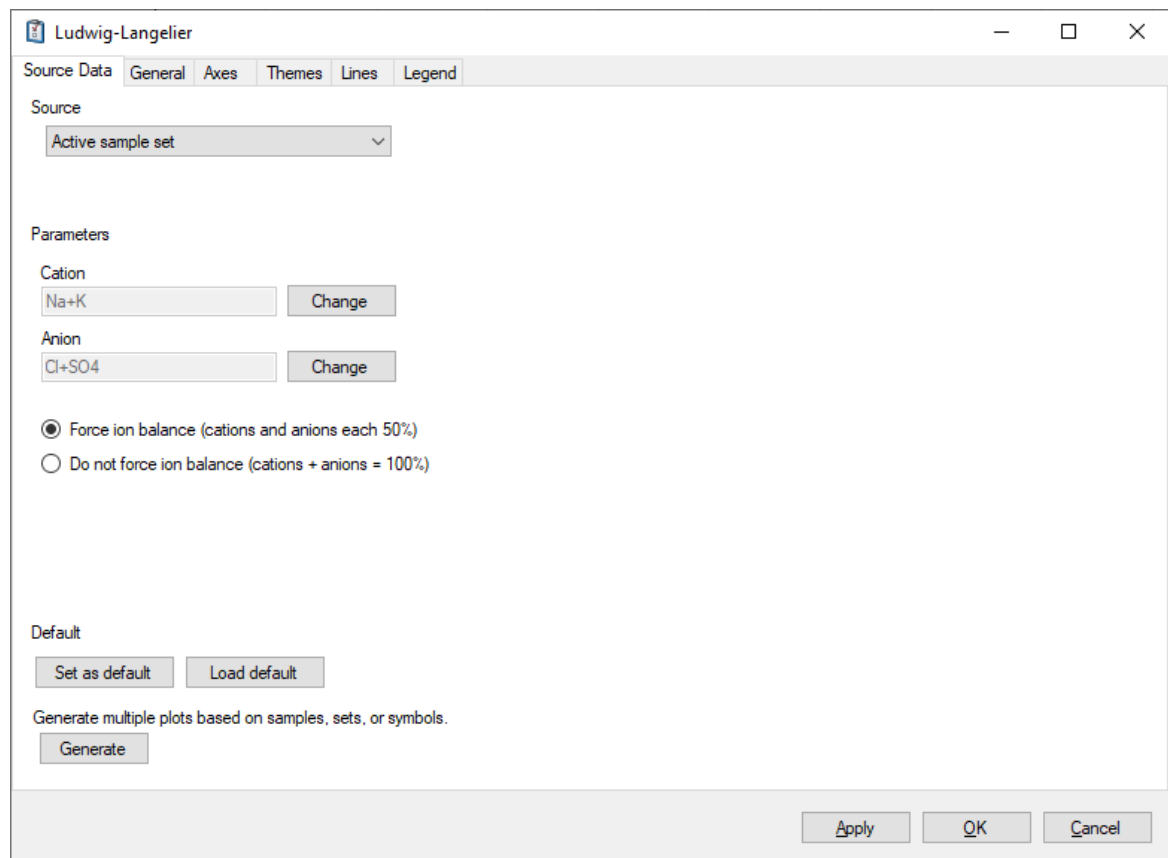 Ludwig-Langelier
Source Data General Axes Themes Lines Legend
Source
Active sample set
Parameters
Cation
Na+K Change
Anion
Cl+SO4 Change
Force ion balance (cations and anions each 50%)
Do not force ion balance (cations + anions = 100%)
Default
Set as default Load default
Generate multiple plots based on samples, sets, or symbols.
Generate
Apply OK Cancel